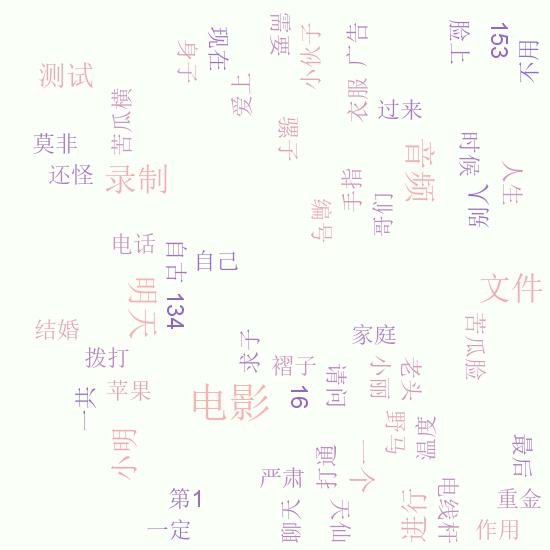 脸上
153
不用
需要
小伙子
广告
现在
身子
测试
爱上
衣服
过来
苦瓜横
骡子
莫非
音频
时候
人生
还怪
录制
手指
哥们
别人
编号
电话
自古
自己
文件
明天
134
结婚
家庭
苦瓜脸
求子
拨打
褶子
请问
小丽
老头
一共
苹果
电影
16
野马
温度
小明
打通
一个
最后
严肃
第1
进行
电线杆
重金
一定
聊天
天仙
作用